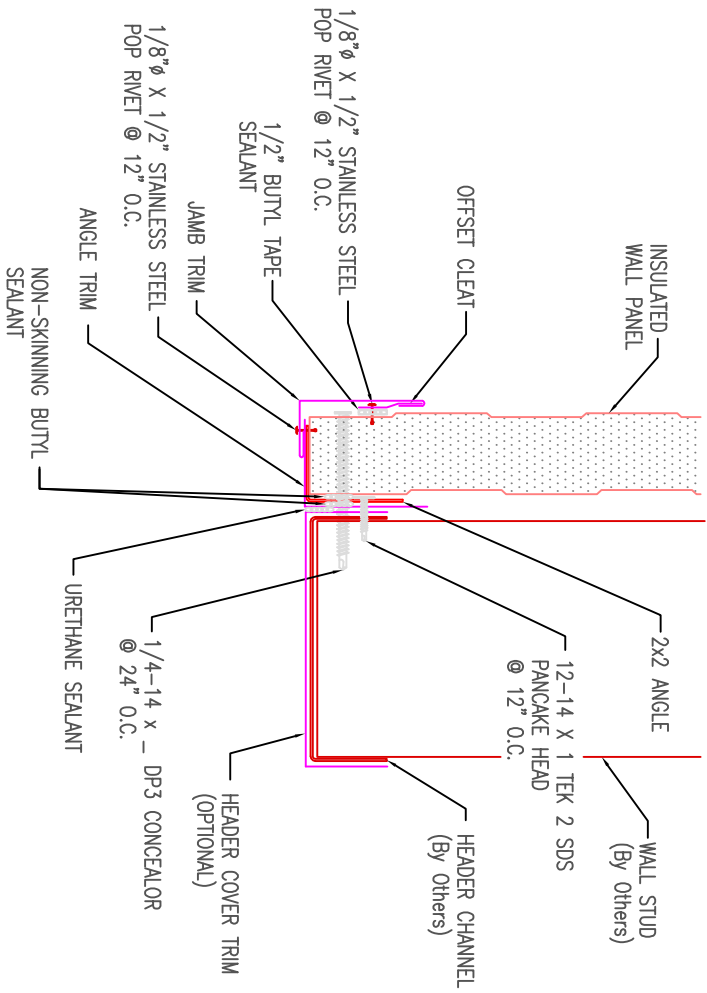 INSULATED
WALL PANEL
OFFSET CLEAT
1/8"ø X 1/2" STAINLESS STEEL
POP RIVET @ 12" O.C.
1/2" BUTYL TAPE
SEALANT
JAMB TRIM
1/8"ø X 1/2" STAINLESS STEEL
POP RIVET @ 12" O.C.
ANGLE TRIM
NON-SKINNING BUTYL
SEALANT
2x2 ANGLE
12-14 X 1 TEK 2 SDS
PANCAKE HEAD
@ 12" O.C.
WALL STUD
(By Others)
HEADER CHANNEL
(By Others)
HEADER COVER TRIM
(OPTIONAL)
1/4-14 x _ DP3 CONCEALOR
@ 24" O.C.
URETHANE SEALANT